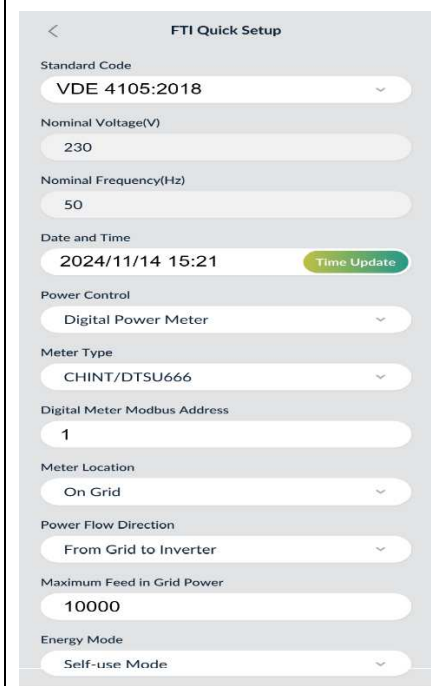 FTI Quick Setup
Standard Code
VDE 4105:2018
Nominal Voltage(V)
230
Nominal Frequency(Hz)
50
Date and Time
2024/11/14 15:21 Time Update
Power Control
Digital Power Meter
Meter Type
CHINT/DTSU666
Digital Meter Modbus Address
1
Meter Location
On Grid
Power Flow Direction
From Grid to Inverter
Maximum Feed in Grid Power
10000
Energy Mode
Self-use Mode